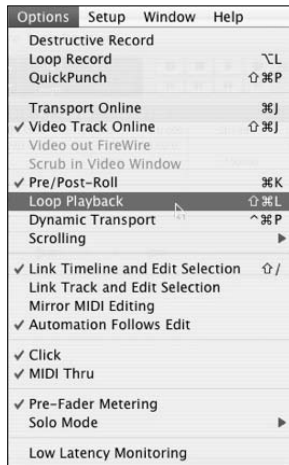 Options Setup Window Help
Destructive Record
Loop Record ⌥L
QuickPunch ⇧⌘P
Transport Online ⌘J
✓ Video Track Online ⇧⌘J
Video out FireWire
Scrub in Video Window
✓ Pre/Post-Roll ⌘K
Loop Playback ⇧⌘L
Dynamic Transport ^⌘P
Scrolling
✓ Link Timeline and Edit Selection ⇧/
Link Track and Edit Selection
Mirror MIDI Editing
✓ Automation Follows Edit
✓ Click
✓ MIDI Thru
✓ Pre-Fader Metering
Solo Mode
Low Latency Monitoring